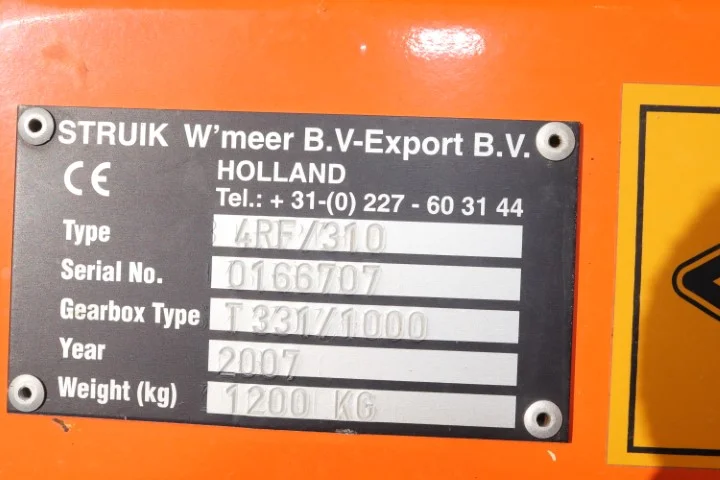 STRUIK W'meer B.V-Export B.V.
CE HOLLAND
Tel.: + 31-(0) 227 - 60 31 44
Type 4RF/310
Serial No. 0166707
Gearbox Type T331/1000
Year 2007
Weight (kg) 1200 KG